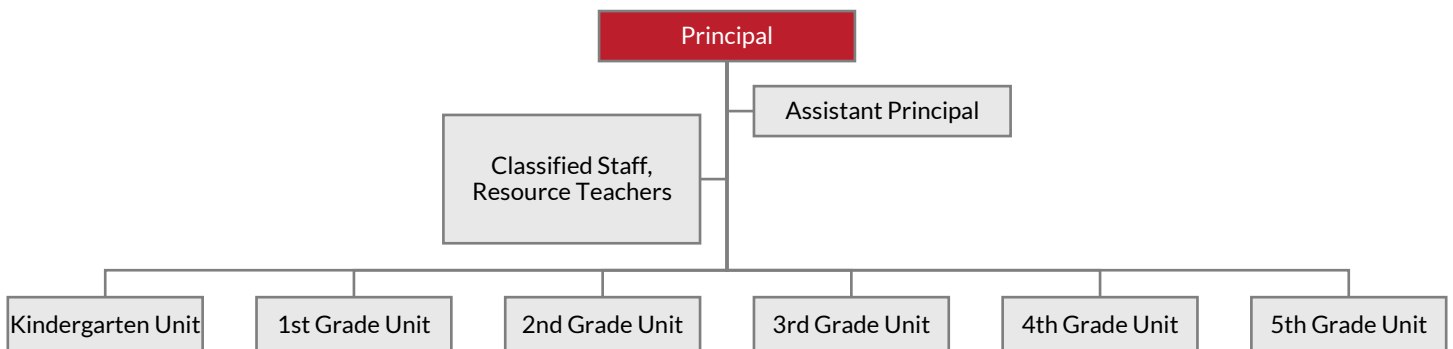 Principal
Assistant Principal
Classified Staff,
Resource Teachers
Kindergarten Unit
1st Grade Unit
2nd Grade Unit
3rd Grade Unit
4th Grade Unit
5th Grade Unit